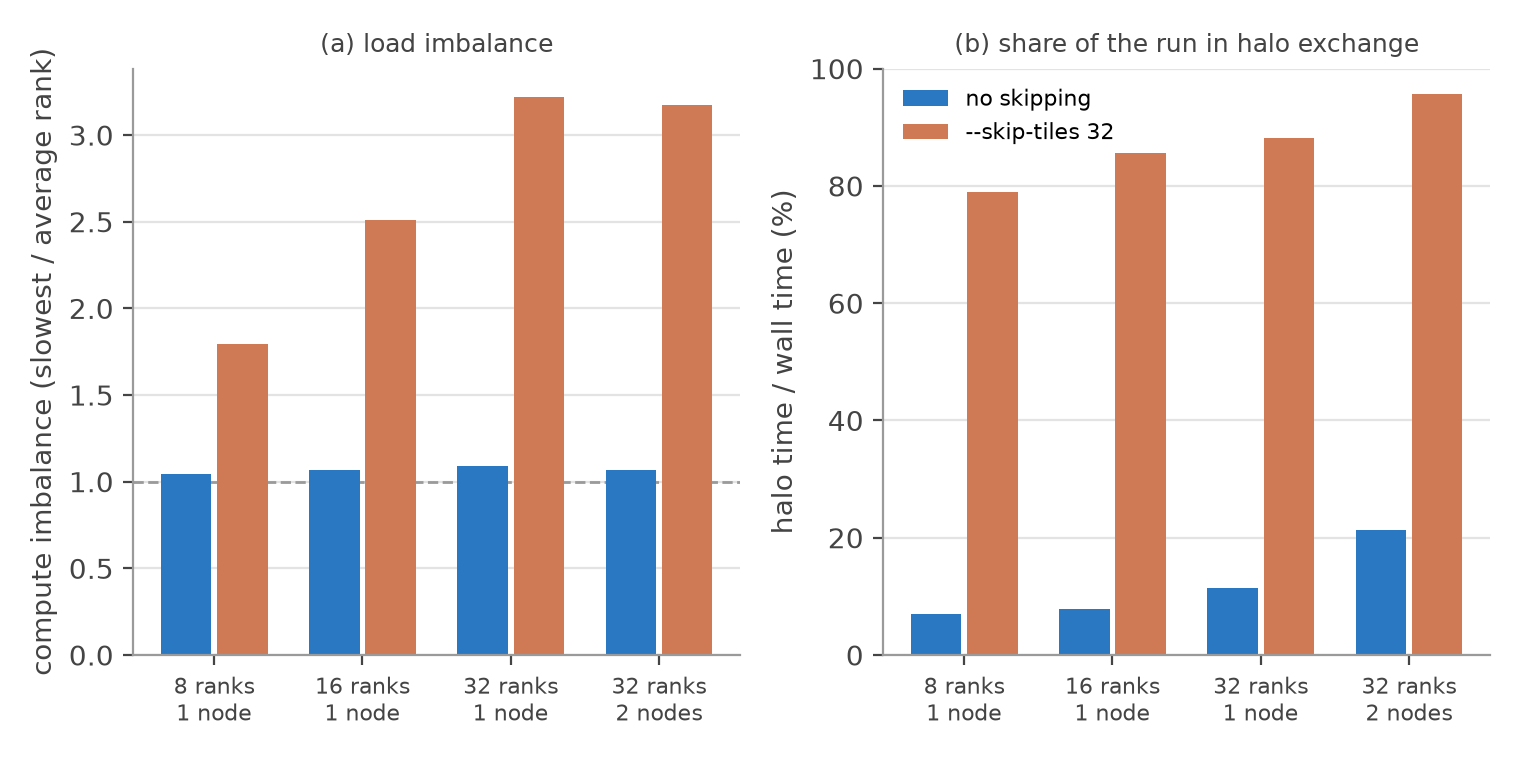 (a) load imbalance
compute imbalance (slowest / average rank)
3.0
2.5
2.0
1.5
1.0
0.5
0.0
8 ranks
1 node
16 ranks
1 node
32 ranks
1 node
32 ranks
2 nodes
(b) share of the run in halo exchange
halo time / wall time (%)
100
80
60
40
20
0
no skipping
--skip-tiles 32
8 ranks
1 node
16 ranks
1 node
32 ranks
1 node
32 ranks
2 nodes